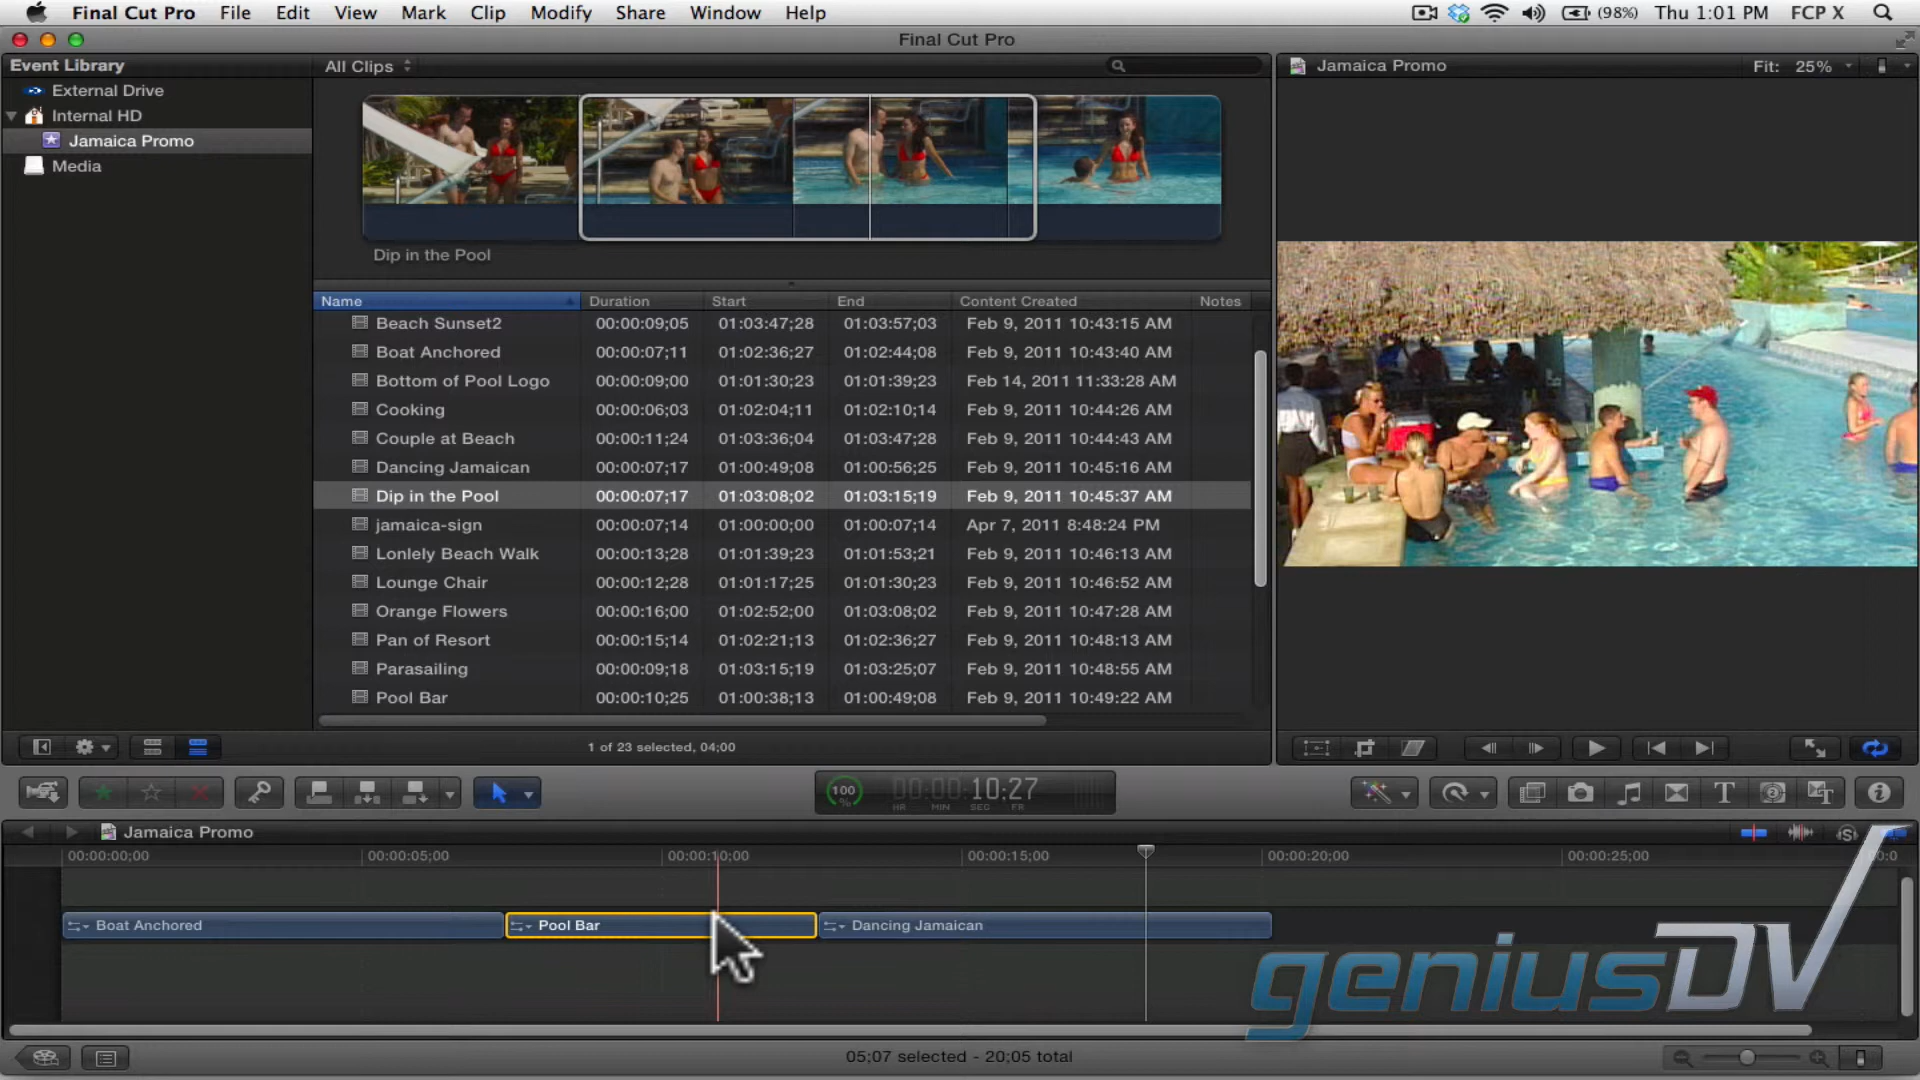 Final Cut Pro File Edit View Mark Clip Modify Share Window Help (98%) Thu 1:01 PM FCP X
Final Cut Pro
Event Library
External Drive
Internal HD
Jamaica Promo
Media
All Clips
Dip in the Pool
Name Duration Start End Content Created Notes
Beach Sunset2 00:00:09;05 01:03:47;28 01:03:57;03 Feb 9, 2011 10:43:15 AM
Boat Anchored 00:00:07;11 01:02:36;27 01:02:44;08 Feb 9, 2011 10:43:40 AM
Bottom of Pool Logo 00:00:09;00 01:01:30;23 01:01:39;23 Feb 14, 2011 11:33:28 AM
Cooking 00:00:06;03 01:02:04;11 01:02:10;14 Feb 9, 2011 10:44:26 AM
Couple at Beach 00:00:11;24 01:03:36;04 01:03:47;28 Feb 9, 2011 10:44:43 AM
Dancing Jamaican 00:00:07;17 01:00:49;08 01:00:56;25 Feb 9, 2011 10:45:16 AM
Dip in the Pool 00:00:07;17 01:03:08;02 01:03:15;19 Feb 9, 2011 10:45:37 AM
jamaica-sign 00:00:07;14 01:00:00;00 01:00:07;14 Apr 7, 2011 8:48:24 PM
Lonlely Beach Walk 00:00:13;28 01:01:39;23 01:01:53;21 Feb 9, 2011 10:46:13 AM
Lounge Chair 00:00:12;28 01:01:17;25 01:01:30;23 Feb 9, 2011 10:46:52 AM
Orange Flowers 00:00:16;00 01:02:52;00 01:03:08;02 Feb 9, 2011 10:47:28 AM
Pan of Resort 00:00:15;14 01:02:21;13 01:02:36;27 Feb 9, 2011 10:48:13 AM
Parasailing 00:00:09;18 01:03:15;19 01:03:25;07 Feb 9, 2011 10:48:55 AM
Pool Bar 00:00:10;25 01:00:38;13 01:00:49;08 Feb 9, 2011 10:49:22 AM
1 of 23 selected, 04;00
Jamaica Promo Fit: 25%
100 % 00:00:10:27
HR MIN SEC FR
Jamaica Promo
00:00:00;00 00:00:05;00 00:00:10;00 00:00:15;00 00:00:20;00 00:00:25;00
Boat Anchored Pool Bar Dancing Jamaican
geniusDV
05;07 selected - 20;05 total